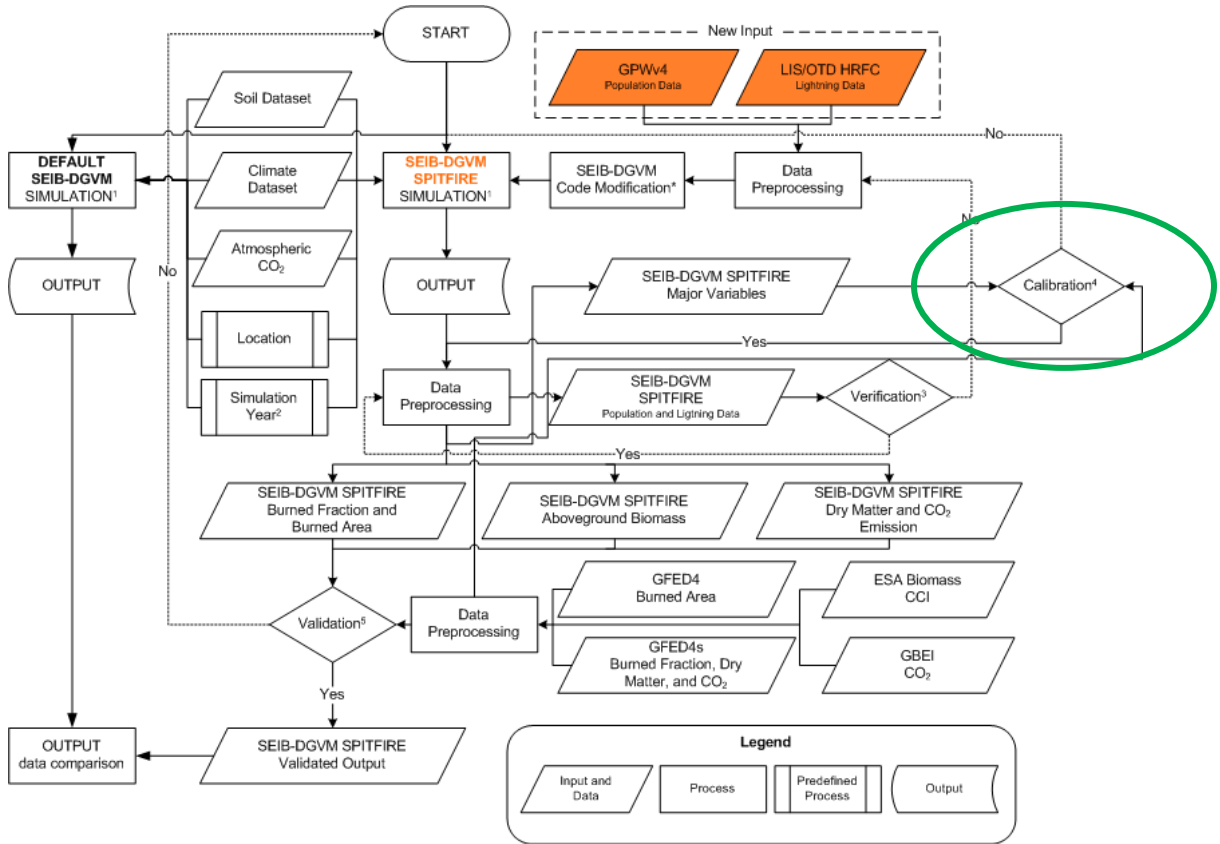 START
New Input
GPWv4
Population Data
LIS/OTD HRFC
Lightning Data
Soil Dataset
No
DEFAULT
SEIB-DGVM
SIMULATION¹
Climate
Dataset
SEIB-DGVM
SPITFIRE
SIMULATION¹
SEIB-DGVM
Code Modification*
Data
Preprocessing
No
OUTPUT
No
Atmospheric
CO₂
OUTPUT
SEIB-DGVM SPITFIRE
Major Variables
Calibration⁴
Location
Yes
Simulation
Year²
Data
Preprocessing
SEIB-DGVM
SPITFIRE
Population and Ligtning Data
Verification³
Yes
SEIB-DGVM SPITFIRE
Burned Fraction and
Burned Area
SEIB-DGVM SPITFIRE
Aboveground Biomass
SEIB-DGVM SPITFIRE
Dry Matter and CO₂
Emission
GFED4
Burned Area
ESA Biomass
CCI
Validation⁵
Data
Preprocessing
GFED4s
Burned Fraction, Dry
Matter, and CO₂
GBEI
CO₂
Yes
OUTPUT
data comparison
SEIB-DGVM SPITFIRE
Validated Output
Legend
Input and
Data
Process
Predefined
Process
Output